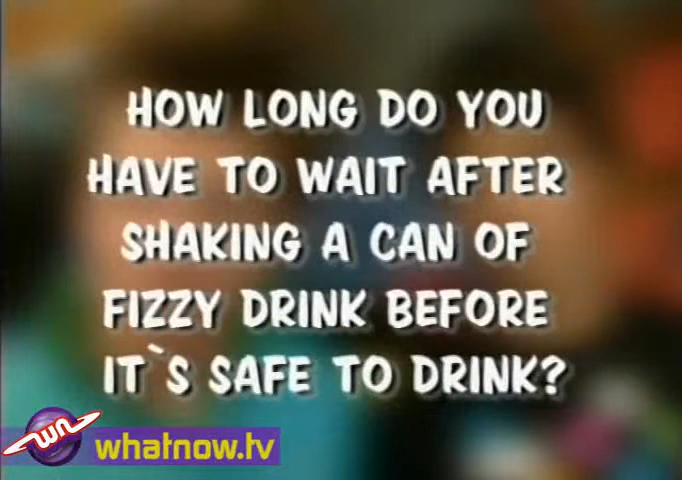 HOW LONG DO YOU
HAVE TO WAIT AFTER
SHAKING A CAN OF
FIZZY DRINK BEFORE
IT`S SAFE TO DRINK?
WN whatnow.tv